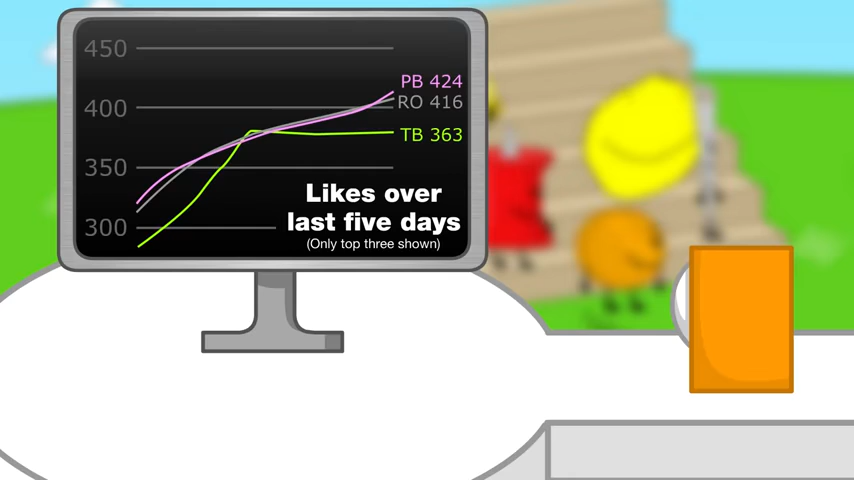 450
PB 424
400
RO 416
TB 363
350
300
Likes over
last five days
(Only top three shown)